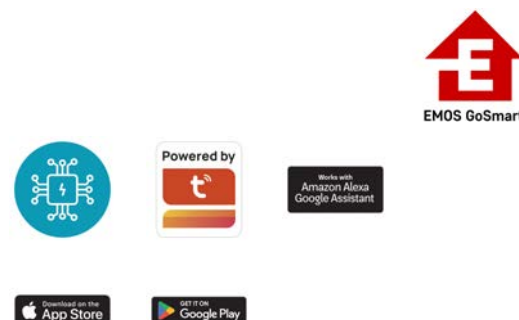 E
EMOS GoSmart
Powered by
t
Works with
Amazon Alexa
Google Assistant
Download on the
App Store
GET IT ON
Google Play